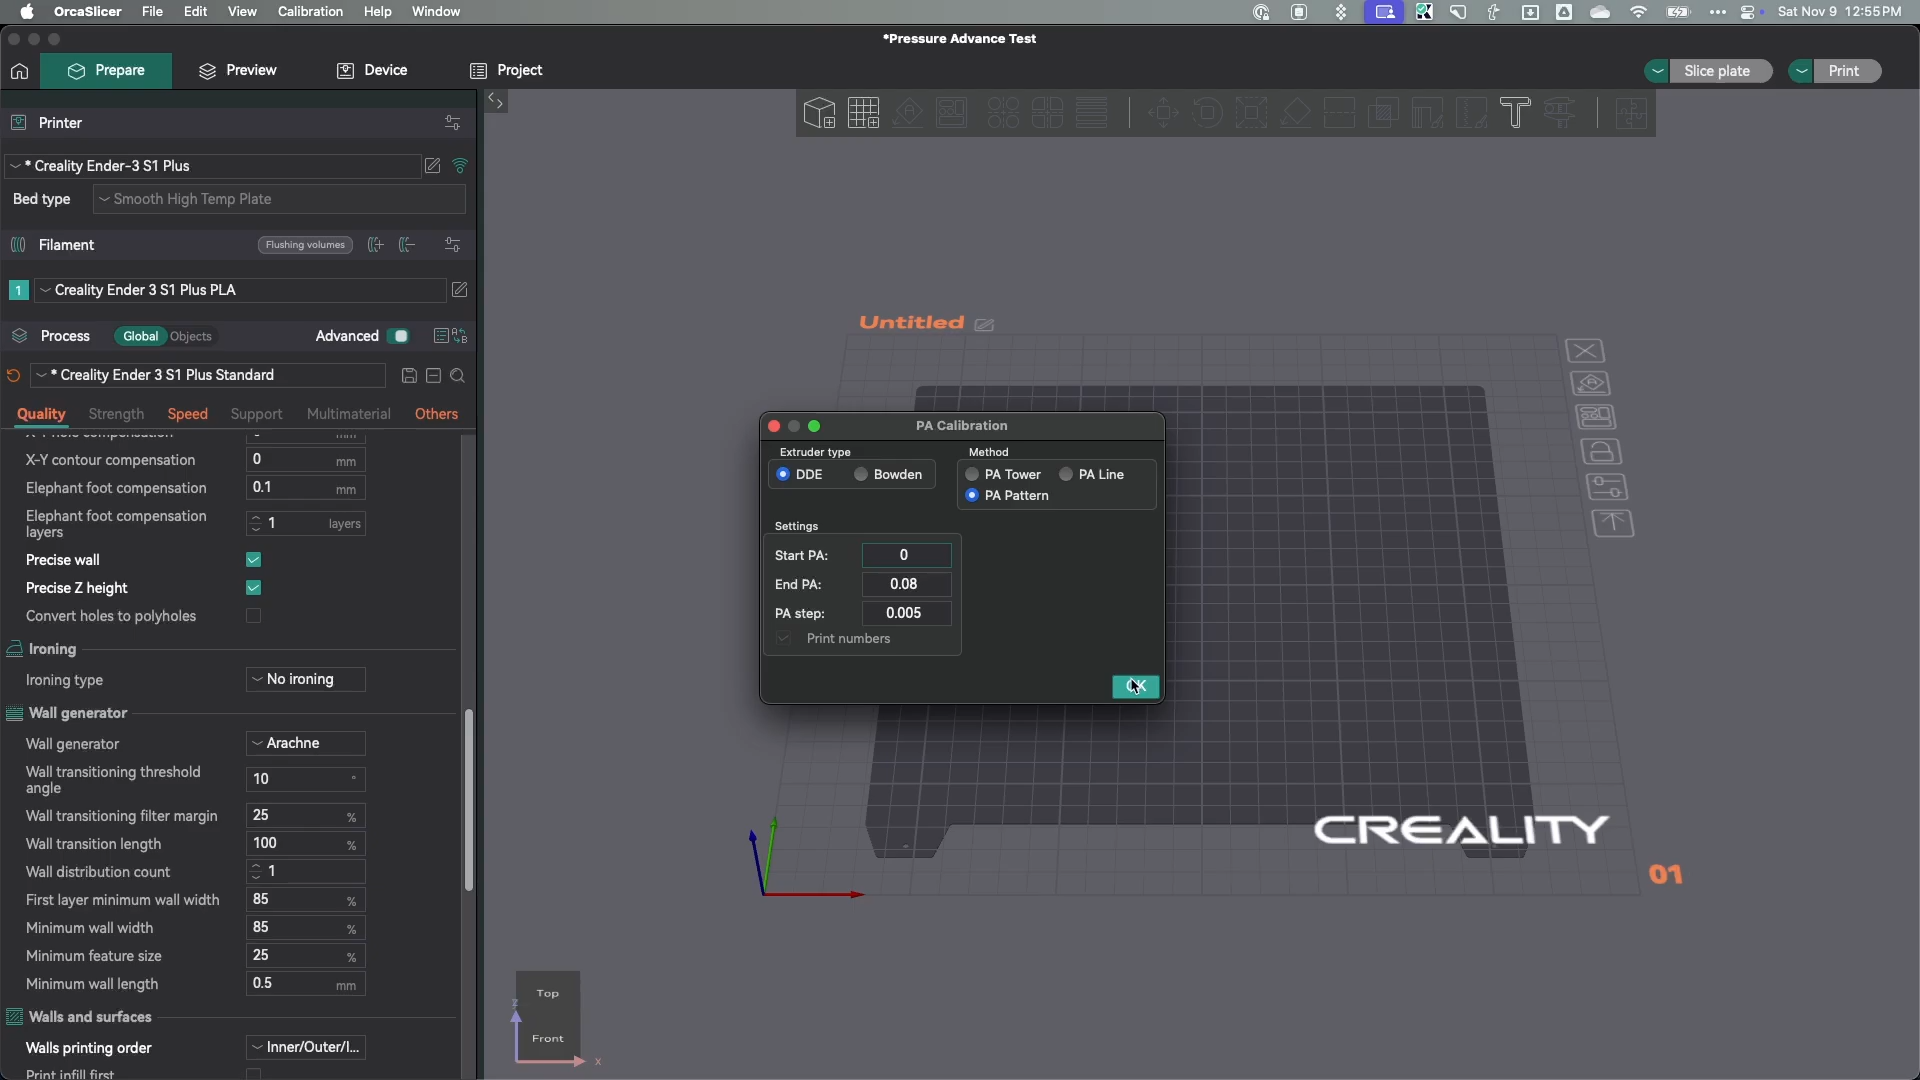 OrcaSlicer File Edit View Calibration Help Window Sat Nov 9 12:55PM
*Pressure Advance Test
Prepare Preview Device Project Slice plate Print
Printer
* Creality Ender-3 S1 Plus
Bed type Smooth High Temp Plate
Filament Flushing volumes
1 Creality Ender 3 S1 Plus PLA
Process Global Objects Advanced
* Creality Ender 3 S1 Plus Standard
Quality Strength Speed Support Multimaterial Others
X-Y hole compensation 0 mm
X-Y contour compensation 0 mm
Elephant foot compensation 0.1 mm
Elephant foot compensation
layers 1 layers
Precise wall
Precise Z height
Convert holes to polyholes
Ironing
Ironing type No ironing
Wall generator
Wall generator Arachne
Wall transitioning threshold
angle 10 °
Wall transitioning filter margin 25 %
Wall transition length 100 %
Wall distribution count 1
First layer minimum wall width 85 %
Minimum wall width 85 %
Minimum feature size 25 %
Minimum wall length 0.5 mm
Walls and surfaces
Walls printing order Inner/Outer/I...
Print infill first
Untitled
PA Calibration
Extruder type Method
DDE Bowden PA Tower PA Line
PA Pattern
Settings
Start PA: 0
End PA: 0.08
PA step: 0.005
Print numbers
OK
CREALITY
01
Top
Front
Z
X